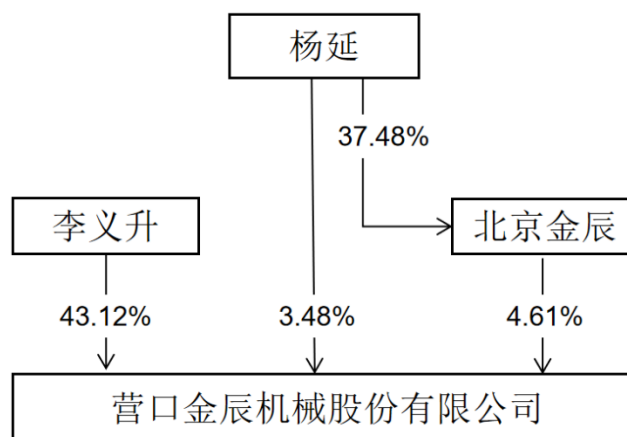 杨延
37.48%
李义升
北京金辰
43.12%
3.48%
4.61%
营口金辰机械股份有限公司